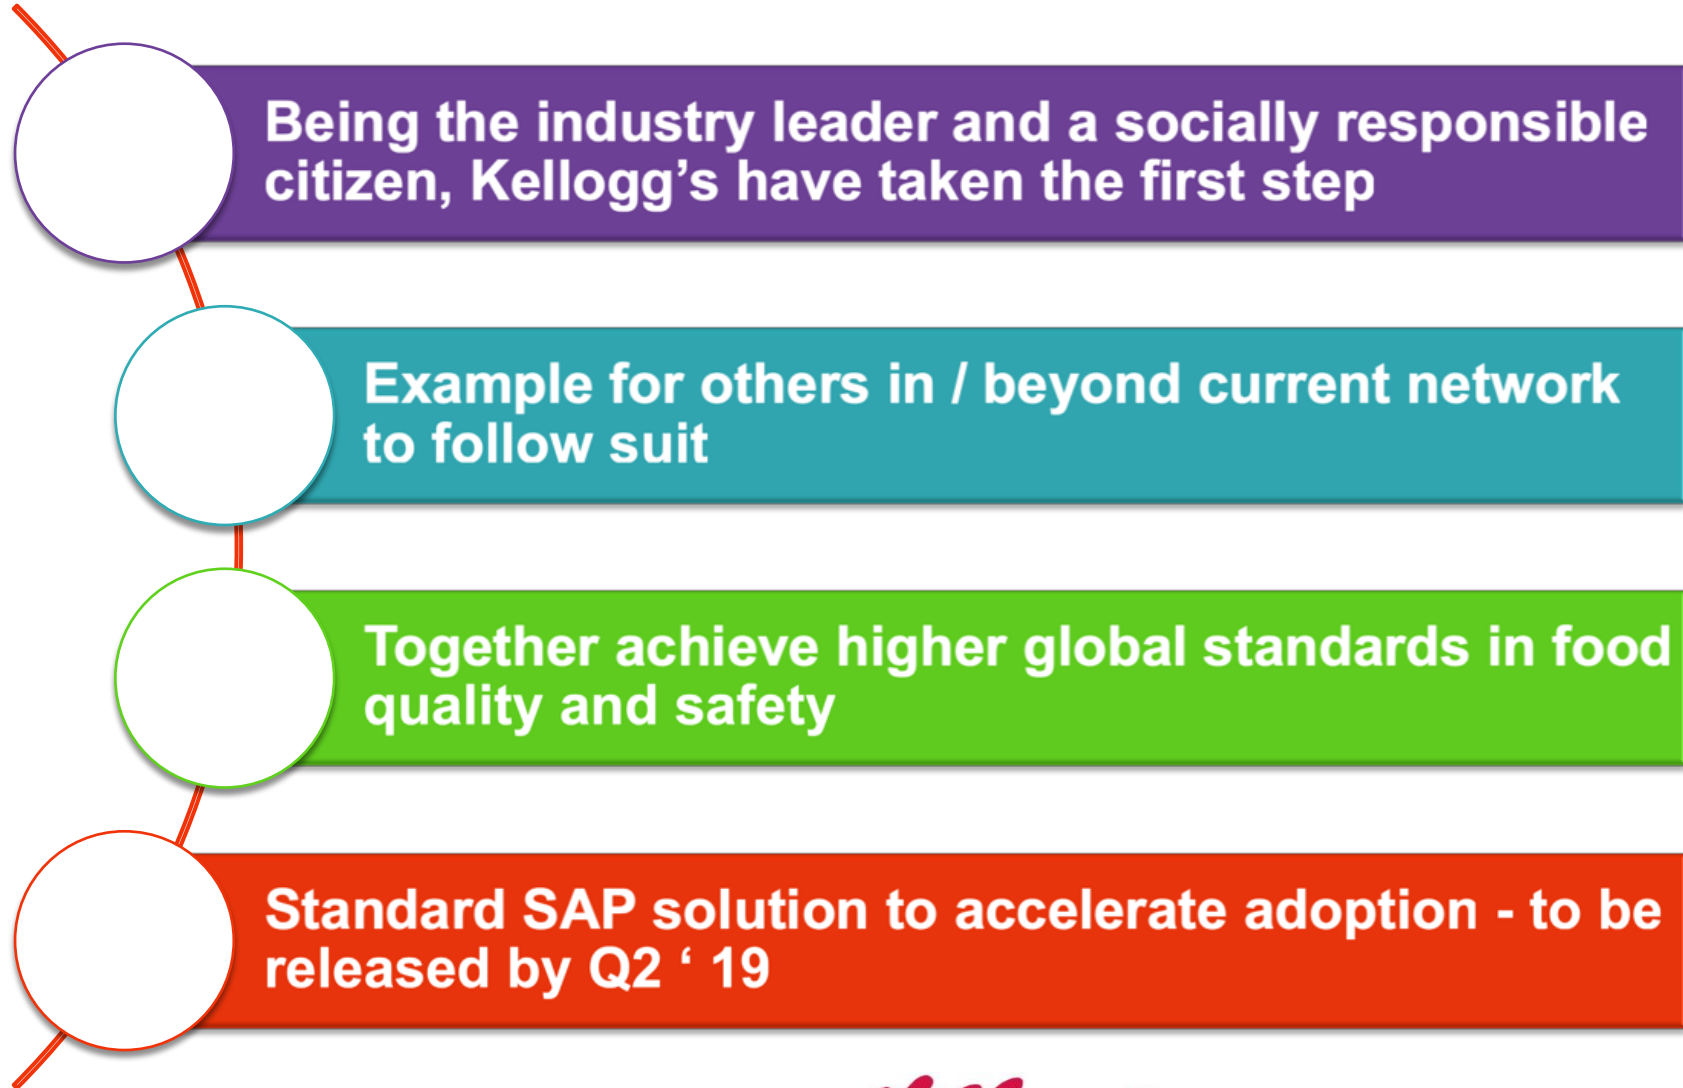 Being the industry leader and a socially responsible
citizen, Kellogg’s have taken the first step
Example for others in / beyond current network
to follow suit
Together achieve higher global standards in food
quality and safety
Standard SAP solution to accelerate adoption - to be
released by Q2 ‘ 19